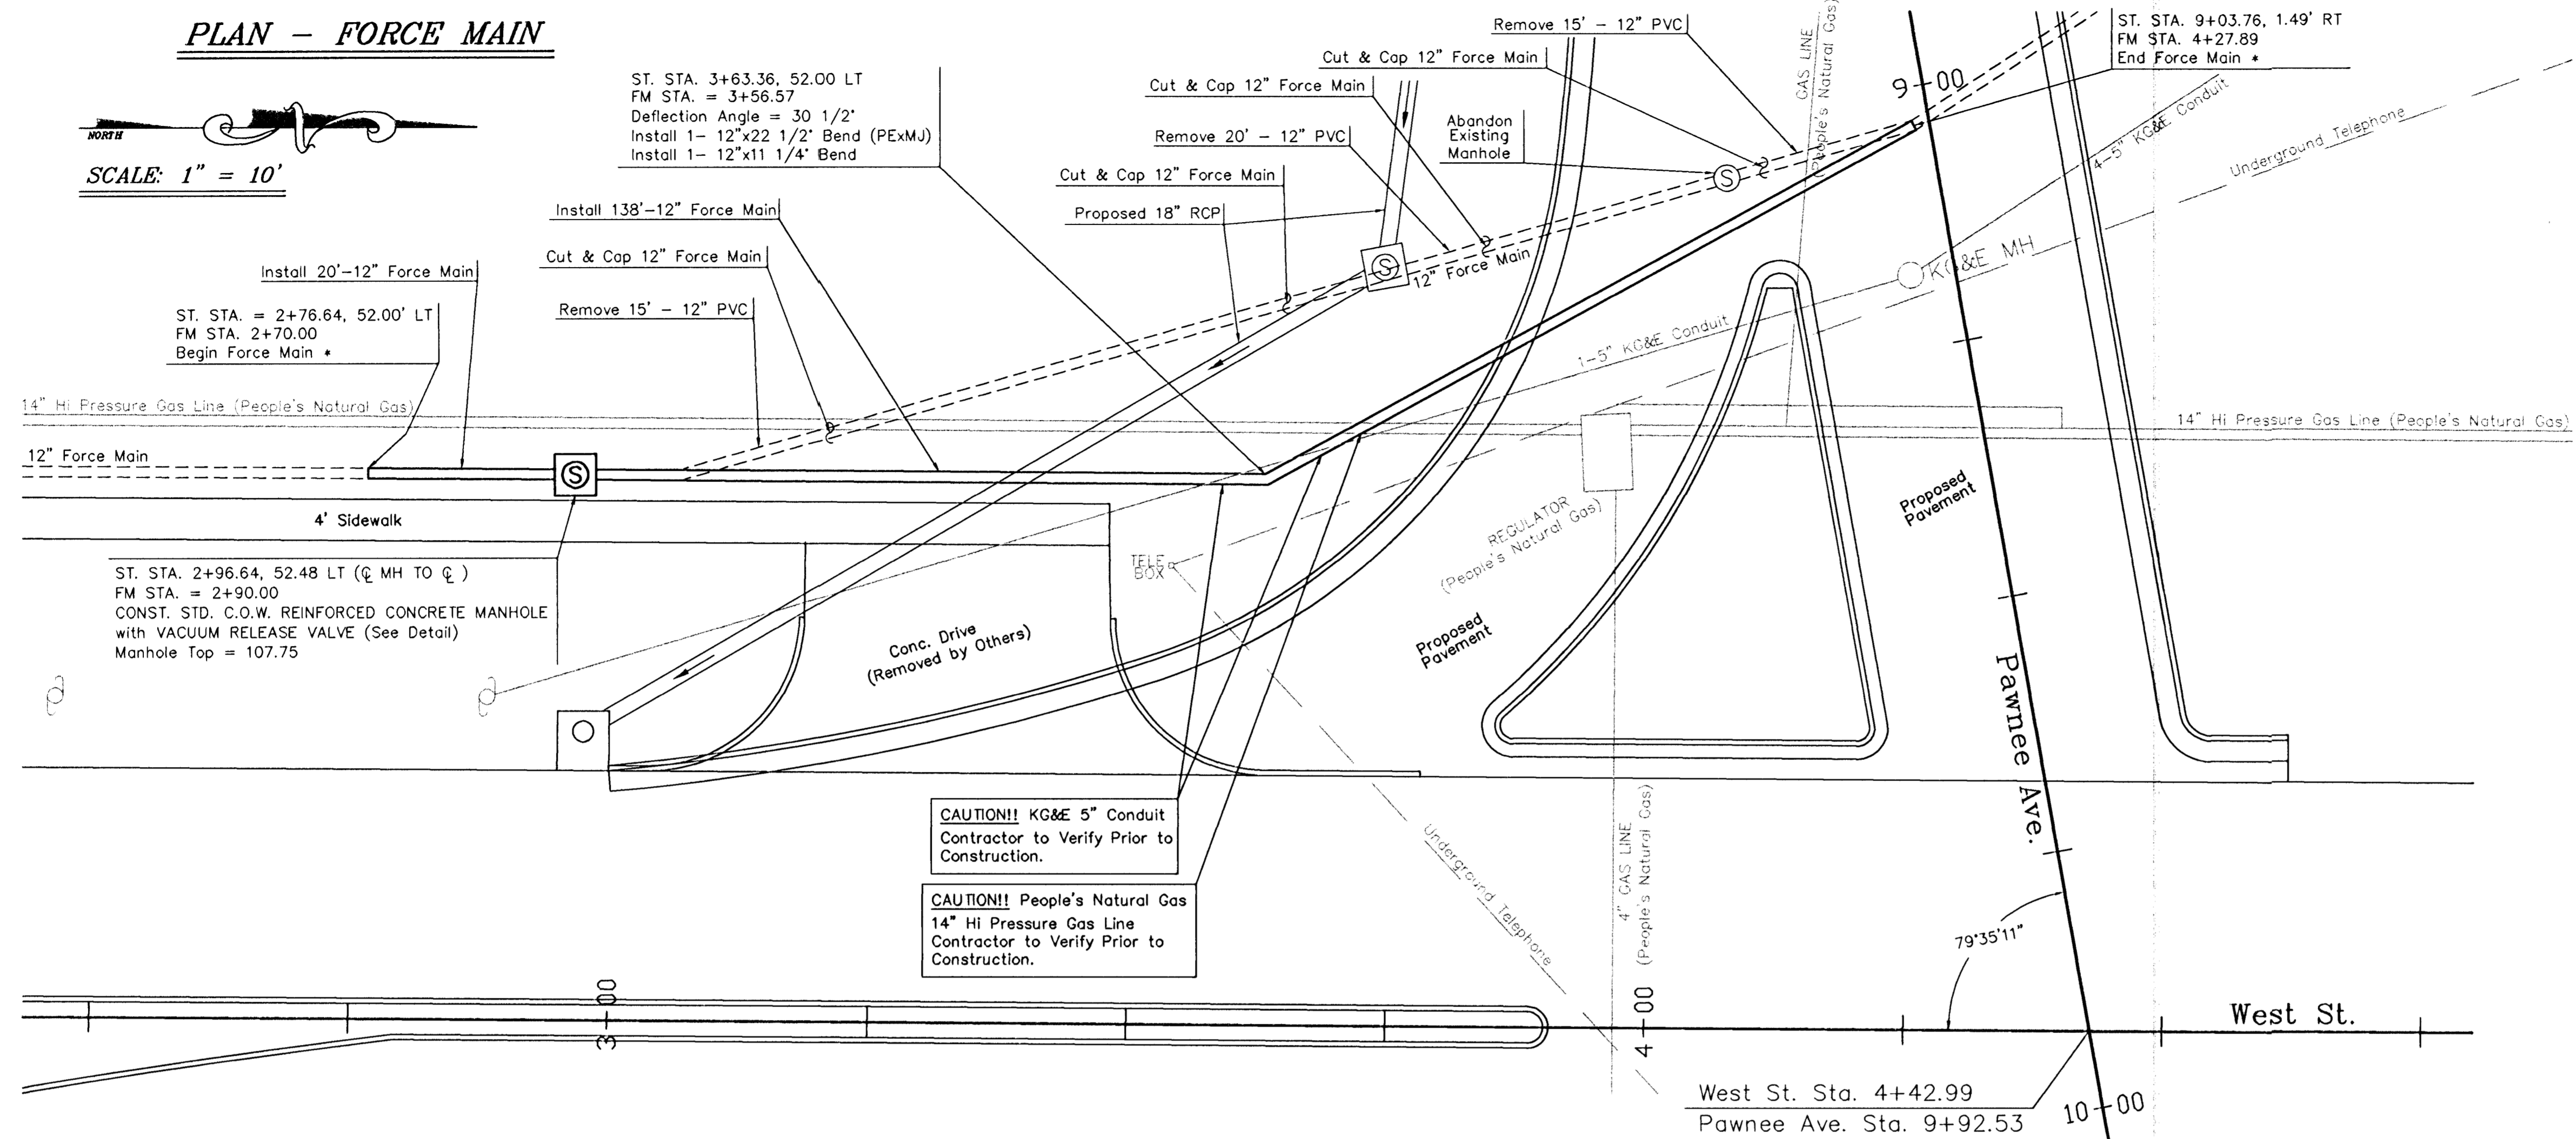 PLAN - FORCE MAIN
NORTH
SCALE: 1" = 10'
ST. STA. 3+63.36, 52.00 LT
FM STA. = 3+56.57
Deflection Angle = 30 1/2°
Install 1- 12"x22 1/2° Bend (PExMJ)
Install 1- 12"x11 1/4° Bend
Remove 15' - 12" PVC
Cut & Cap 12" Force Main
Cut & Cap 12" Force Main
Remove 20' - 12" PVC
Abandon
Existing
Manhole
S
Cut & Cap 12" Force Main
Proposed 18" RCP
S
12" Force Main
GAS LINE
(People's Natural Gas)
9+00
ST. STA. 9+03.76, 1.49' RT
FM STA. 4+27.89
End Force Main *
4-5" KG&E Conduit
Underground Telephone
KG&E MH
1-5" KG&E Conduit
Install 138'-12" Force Main
Cut & Cap 12" Force Main
Remove 15' - 12" PVC
Install 20'-12" Force Main
ST. STA. = 2+76.64, 52.00' LT
FM STA. 2+70.00
Begin Force Main *
14" Hi Pressure Gas Line (People's Natural Gas)
14" Hi Pressure Gas Line (People's Natural Gas)
12" Force Main
S
4' Sidewalk
ST. STA. 2+96.64, 52.48 LT (℄ MH TO ℄ )
FM STA. = 2+90.00
CONST. STD. C.O.W. REINFORCED CONCRETE MANHOLE
with VACUUM RELEASE VALVE (See Detail)
Manhole Top = 107.75
Conc. Drive
(Removed by Others)
TELE
BOX
REGULATOR
(People's Natural Gas)
Proposed
Pavement
Proposed
Pavement
Pawnee Ave.
CAUTION!! KG&E 5" Conduit
Contractor to Verify Prior to
Construction.
CAUTION!! People's Natural Gas
14" Hi Pressure Gas Line
Contractor to Verify Prior to
Construction.
Underground Telephone
4" GAS LINE
(People's Natural Gas)
79°35'11"
3+00
4+00
West St.
West St. Sta. 4+42.99
Pawnee Ave. Sta. 9+92.53
10+00